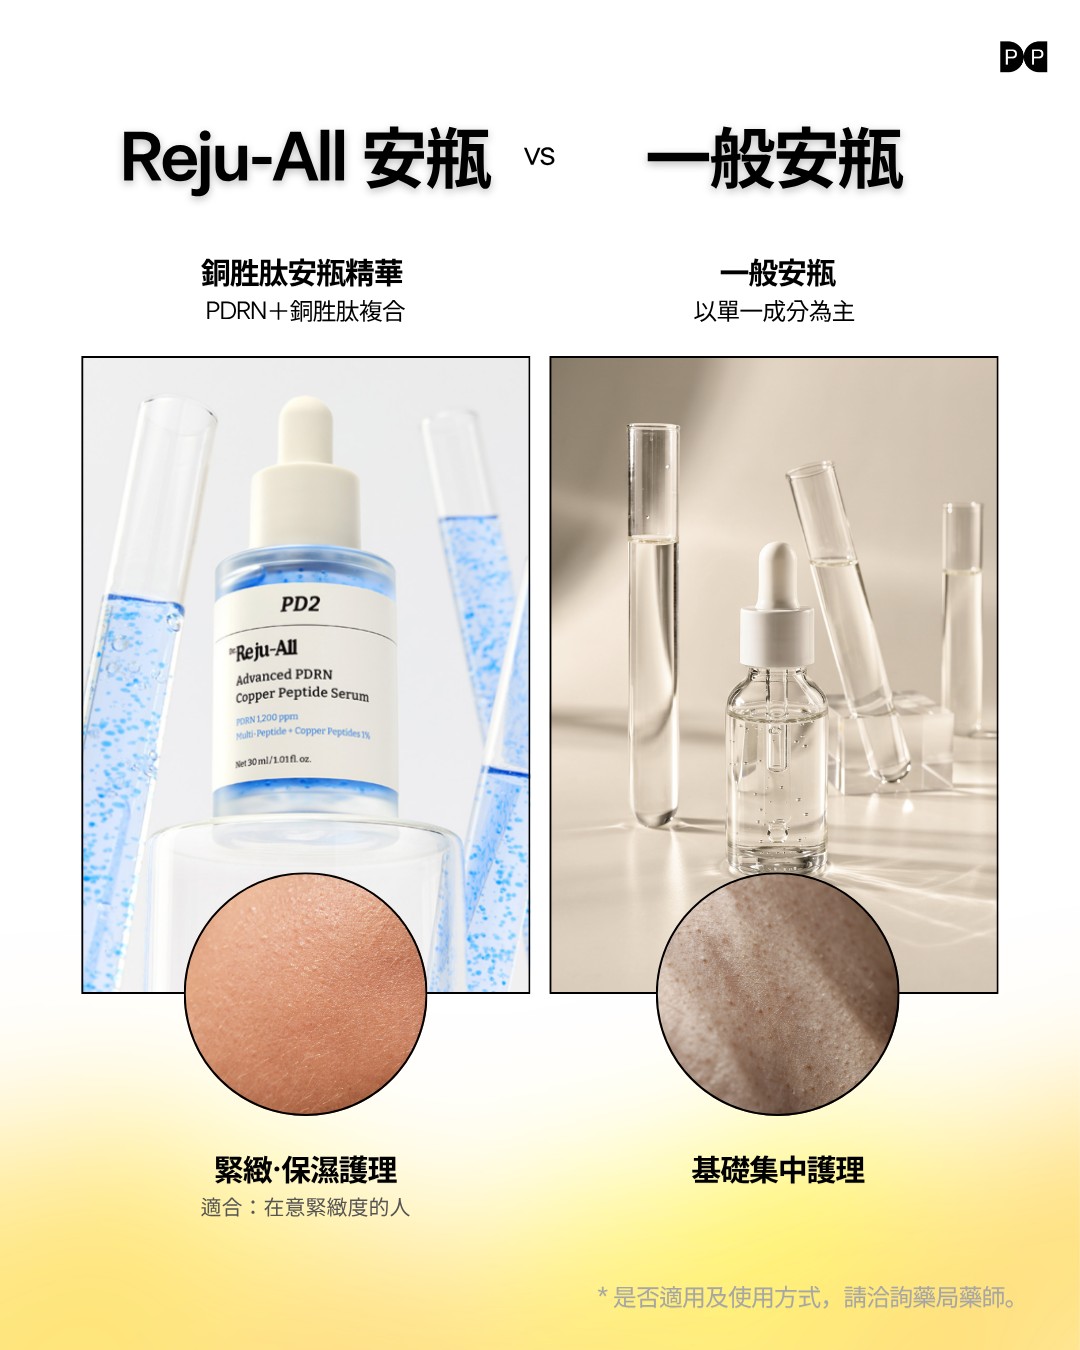 PP
Reju-All 安瓶 vs 一般安瓶
銅胜肽安瓶精華
PDRN＋銅胜肽複合
一般安瓶
以單一成分為主
PD2
Dr. Reju-All
Advanced PDRN
Copper Peptide Serum
PDRN 1,200 ppm
Multi-Peptide + Copper Peptides 1%
Net 30 ml / 1.01 fl. oz.
緊緻·保濕護理
適合：在意緊緻度的人
基礎集中護理
* 是否適用及使用方式，請洽詢藥局藥師。